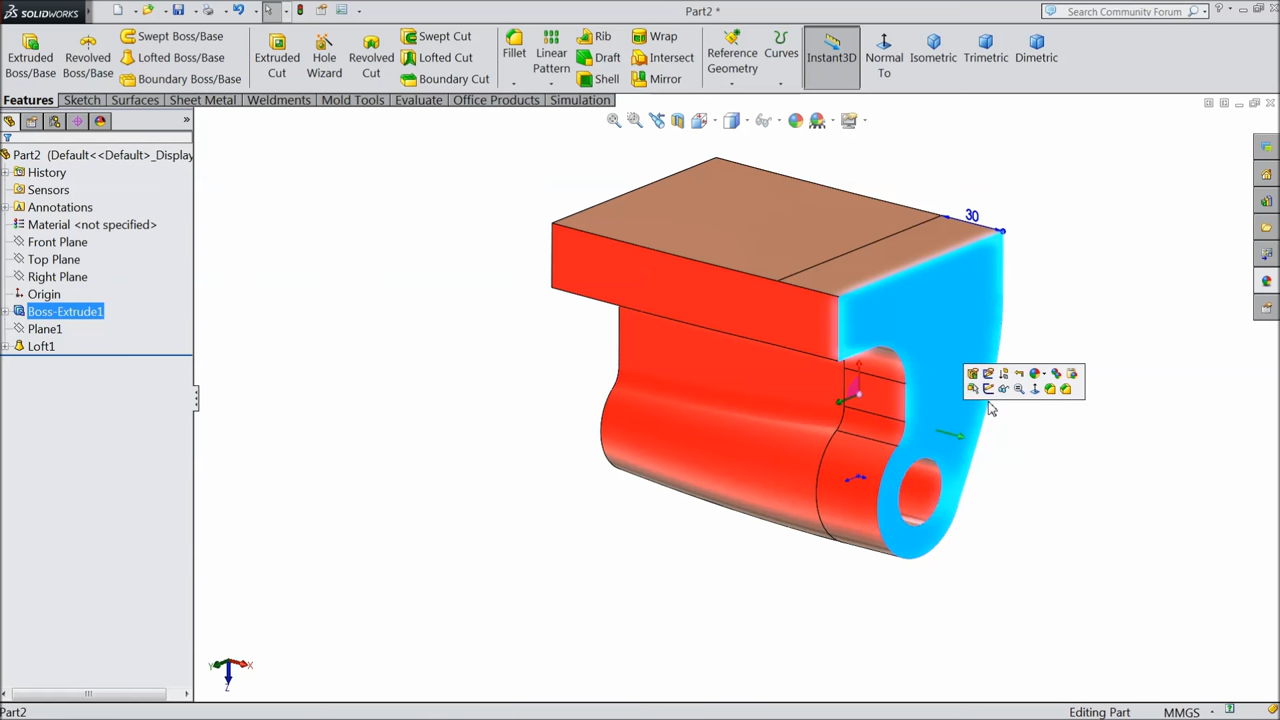 SOLIDWORKS
Part2 *
Search Community Forum
Extruded Boss/Base
Revolved Boss/Base
Swept Boss/Base
Lofted Boss/Base
Boundary Boss/Base
Extruded Cut
Hole Wizard
Revolved Cut
Swept Cut
Lofted Cut
Boundary Cut
Fillet
Linear Pattern
Rib
Draft
Shell
Wrap
Intersect
Mirror
Reference Geometry
Curves
Instant3D
Normal To
Isometric
Trimetric
Dimetric
Features Sketch Surfaces Sheet Metal Weldments Mold Tools Evaluate Office Products Simulation
Part2 (Default<<Default>_Display
History
Sensors
Annotations
Material <not specified>
Front Plane
Top Plane
Right Plane
Origin
Boss-Extrude1
Plane1
Loft1
30
Y X
Z
Part2
Editing Part
MMGS